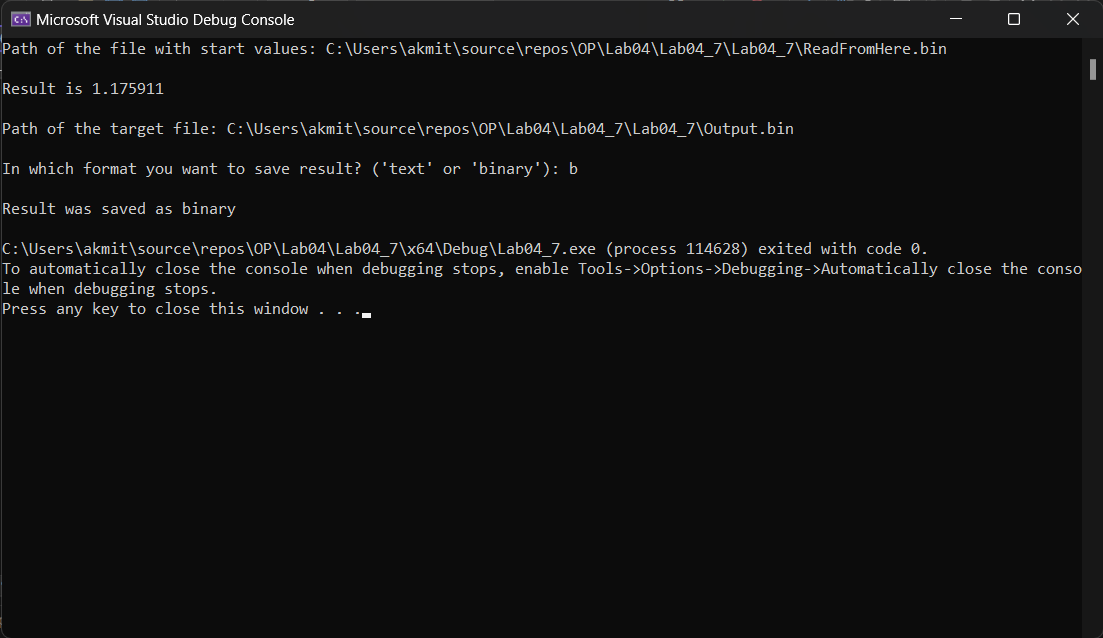 Microsoft Visual Studio Debug Console
Path of the file with start values: C:\Users\akmit\source\repos\OP\Lab04\Lab04_7\Lab04_7\ReadFromHere.bin
Result is 1.175911
Path of the target file: C:\Users\akmit\source\repos\OP\Lab04\Lab04_7\Lab04_7\Output.bin
In which format you want to save result? ('text' or 'binary'): b
Result was saved as binary
C:\Users\akmit\source\repos\OP\Lab04\Lab04_7\x64\Debug\Lab04_7.exe (process 114628) exited with code 0.
To automatically close the console when debugging stops, enable Tools->Options->Debugging->Automatically close the conso
le when debugging stops.
Press any key to close this window . . .